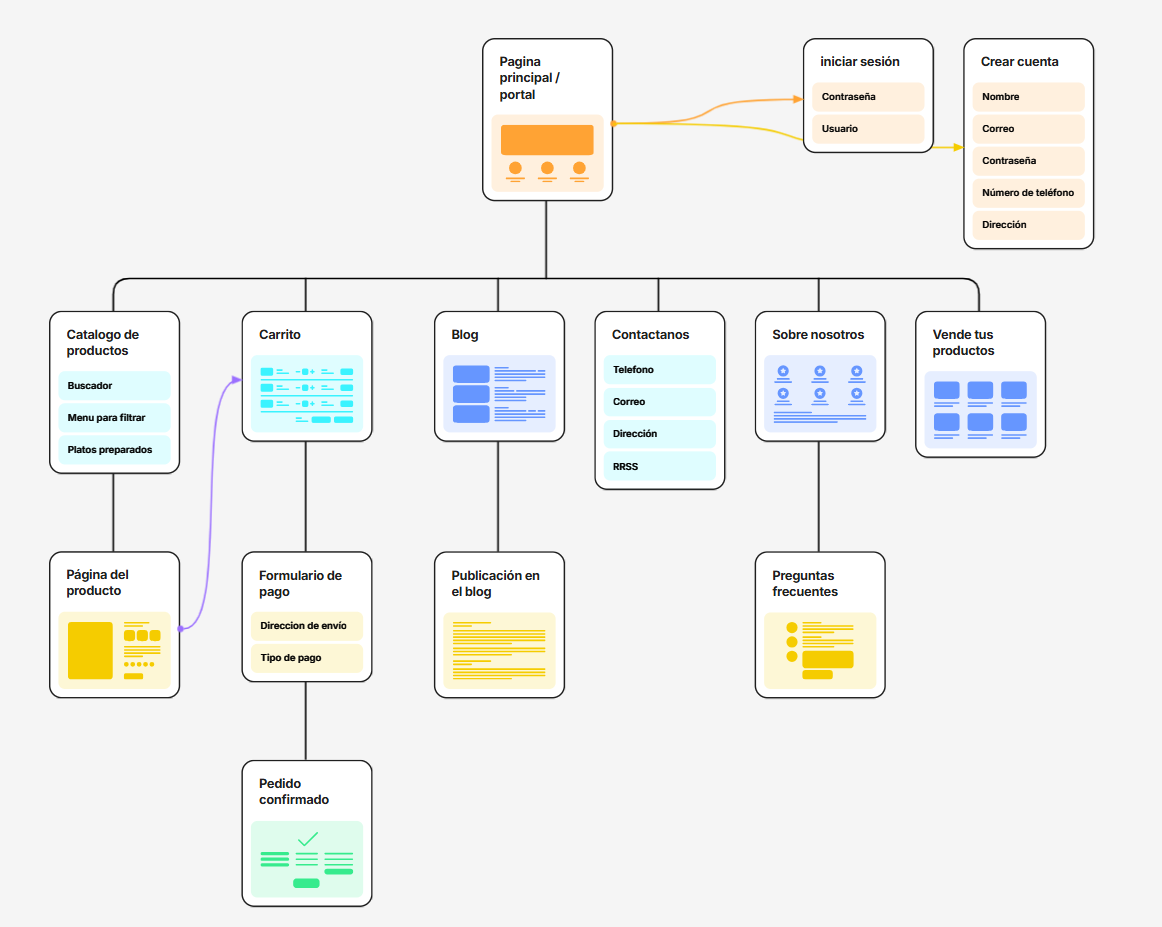 Pagina
principal /
portal
iniciar sesión
Contraseña
Usuario
Crear cuenta
Nombre
Correo
Contraseña
Número de teléfono
Dirección
Catalogo de
productos
Buscador
Menu para filtrar
Platos preparados
Carrito
Blog
Contactanos
Telefono
Correo
Dirección
RRSS
Sobre nosotros
Vende tus
productos
Página del
producto
Formulario de
pago
Direccion de envío
Tipo de pago
Publicación en
el blog
Preguntas
frecuentes
Pedido
confirmado